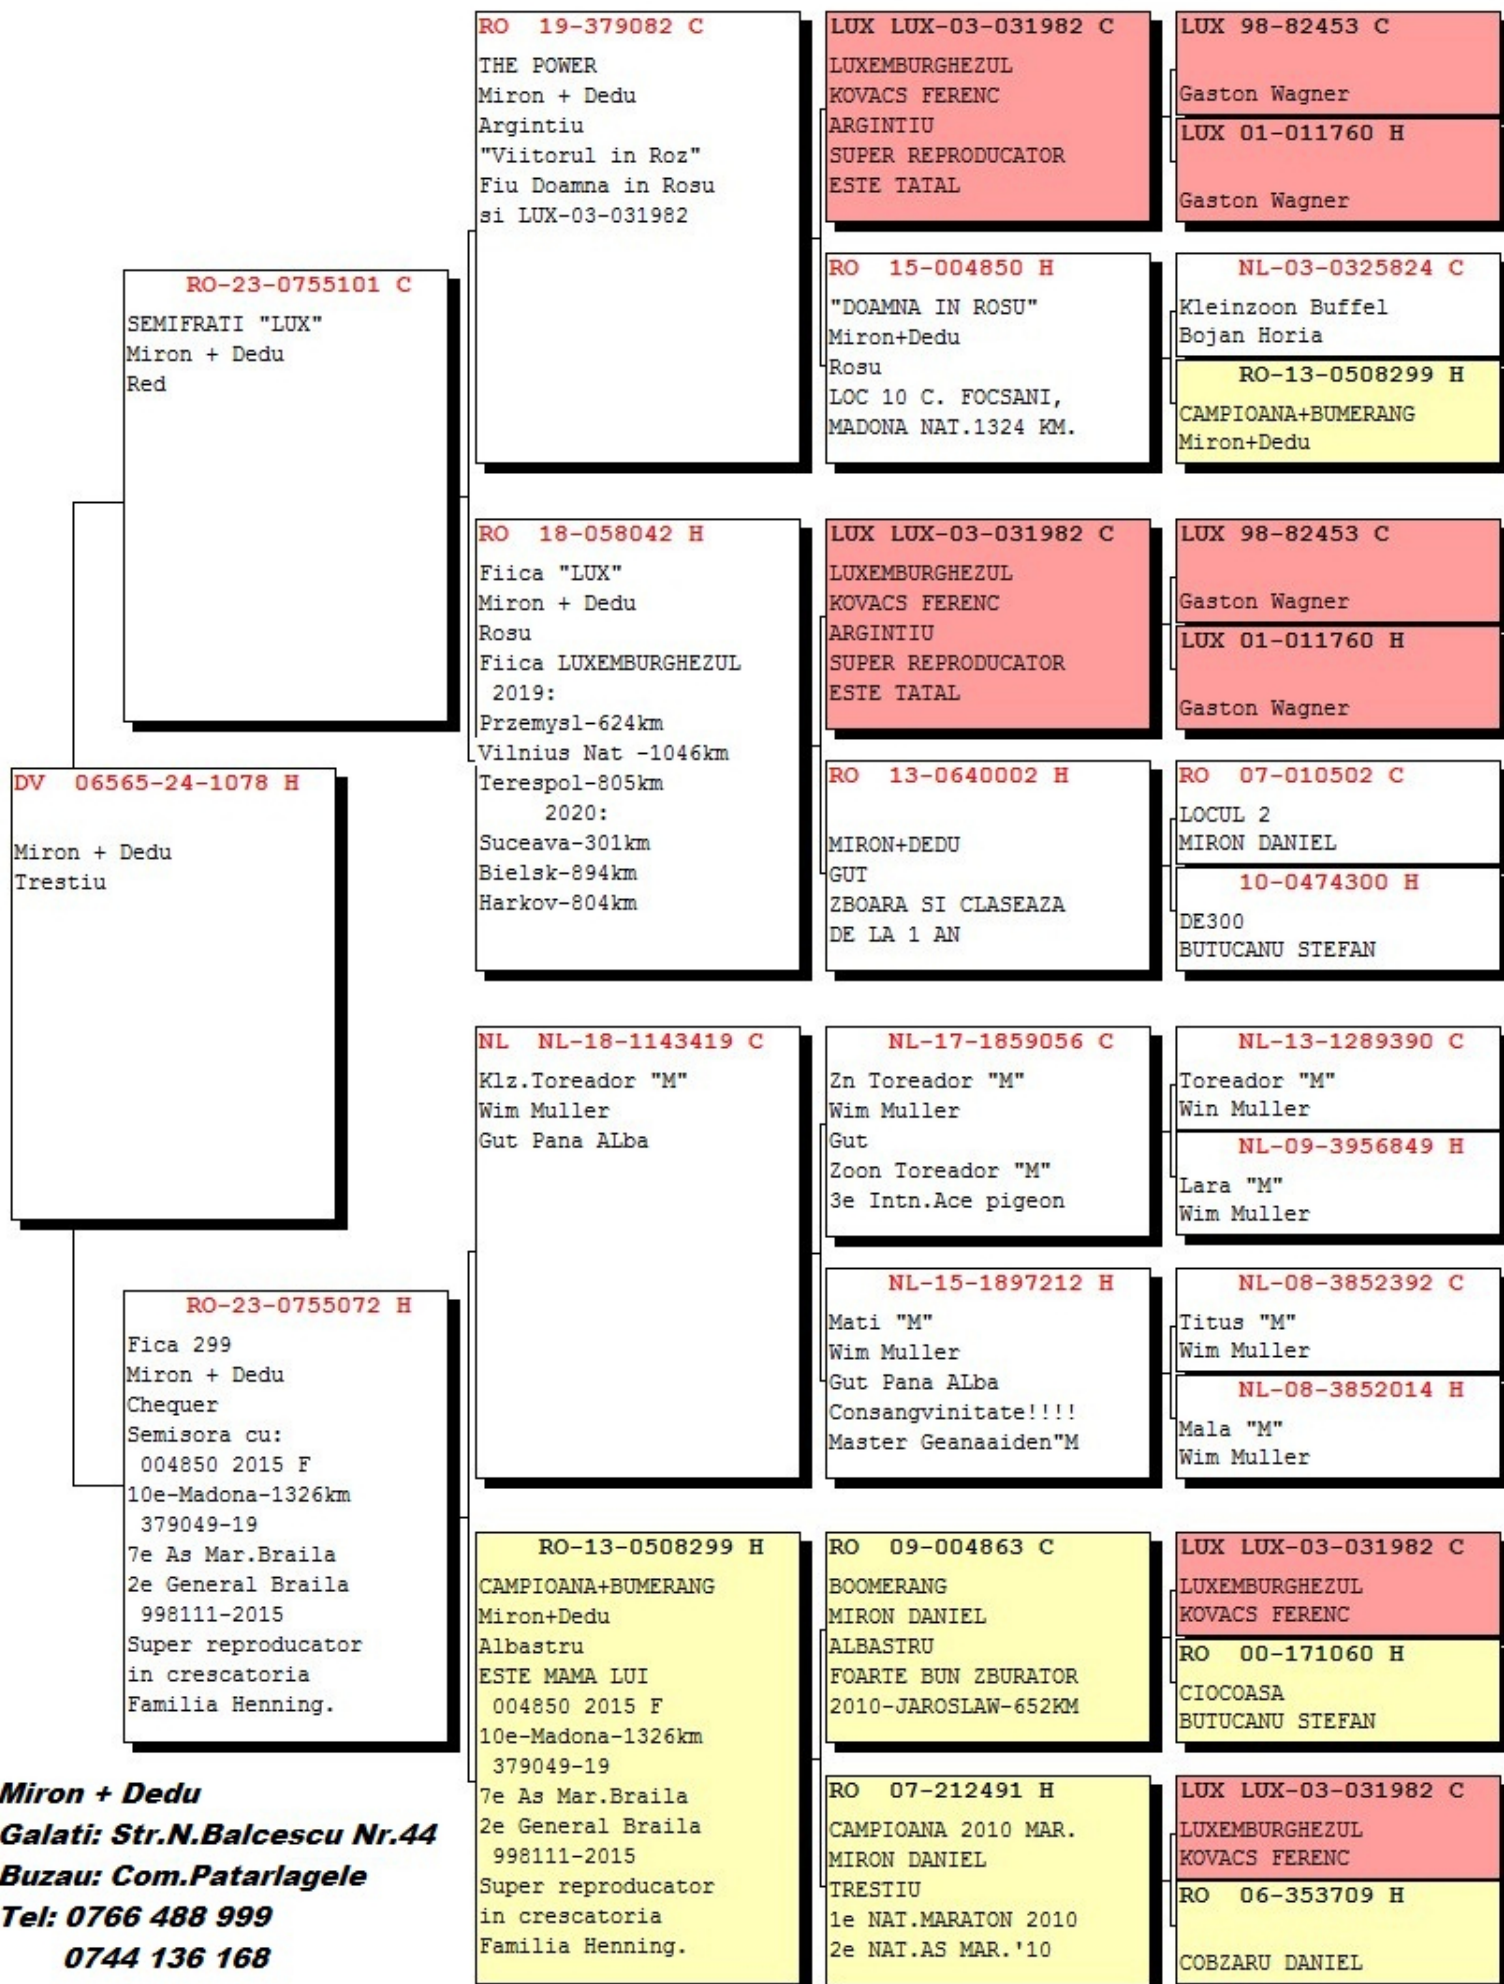 DV  06565-24-1078 H
Miron + Dedu
Trestiu
RO-23-0755101 C
SEMIFRATI "LUX"
Miron + Dedu
Red
RO-23-0755072 H
Fica 299
Miron + Dedu
Chequer
Semisora cu:
004850 2015 F
10e-Madona-1326km
379049-19
7e As Mar.Braila
2e General Braila
998111-2015
Super reproducator
in crescatoria
Familia Henning.
RO  19-379082 C
THE POWER
Miron + Dedu
Argintiu
"Viitorul in Roz"
Fiu Doamna in Rosu
si LUX-03-031982
RO  18-058042 H
Fiica "LUX"
Miron + Dedu
Rosu
Fiica LUXEMBURGHEZUL
2019:
Przemysl-624km
Vilnius Nat -1046km
Terespol-805km
2020:
Suceava-301km
Bielsk-894km
Harkov-804km
NL  NL-18-1143419 C
Klz.Toreador "M"
Wim Muller
Gut Pana ALba
RO-13-0508299 H
CAMPIOANA+BUMERANG
Miron+Dedu
Albastru
ESTE MAMA LUI
004850 2015 F
10e-Madona-1326km
379049-19
7e As Mar.Braila
2e General Braila
998111-2015
Super reproducator
in crescatoria
Familia Henning.
LUX LUX-03-031982 C
LUXEMBURGHEZUL
KOVACS FERENC
ARGINTIU
SUPER REPRODUCATOR
ESTE TATAL
RO  15-004850 H
"DOAMNA IN ROSU"
Miron+Dedu
Rosu
LOC 10 C. FOCSANI,
MADONA NAT.1324 KM.
LUX LUX-03-031982 C
LUXEMBURGHEZUL
KOVACS FERENC
ARGINTIU
SUPER REPRODUCATOR
ESTE TATAL
RO  13-0640002 H
MIRON+DEDU
GUT
ZBOARA SI CLASEAZA
DE LA 1 AN
NL-17-1859056 C
Zn Toreador "M"
Wim Muller
Gut
Zoon Toreador "M"
3e Intn.Ace pigeon
NL-15-1897212 H
Mati "M"
Wim Muller
Gut Pana ALba
Consangvinitate!!!!
Master Geanaaiden"M
RO  09-004863 C
BOOMERANG
MIRON DANIEL
ALBASTRU
FOARTE BUN ZBURATOR
2010-JAROSLAW-652KM
RO  07-212491 H
CAMPIOANA 2010 MAR.
MIRON DANIEL
TRESTIU
1e NAT.MARATON 2010
2e NAT.AS MAR.'10
LUX 98-82453 C
Gaston Wagner
LUX 01-011760 H
Gaston Wagner
NL-03-0325824 C
Kleinzoon Buffel
Bojan Horia
RO-13-0508299 H
CAMPIOANA+BUMERANG
Miron+Dedu
LUX 98-82453 C
Gaston Wagner
LUX 01-011760 H
Gaston Wagner
RO  07-010502 C
LOCUL 2
MIRON DANIEL
10-0474300 H
DE300
BUTUCANU STEFAN
NL-13-1289390 C
Toreador "M"
Win Muller
NL-09-3956849 H
Lara "M"
Wim Muller
NL-08-3852392 C
Titus "M"
Wim Muller
NL-08-3852014 H
Mala "M"
Wim Muller
LUX LUX-03-031982 C
LUXEMBURGHEZUL
KOVACS FERENC
RO  00-171060 H
CIOCOASA
BUTUCANU STEFAN
LUX LUX-03-031982 C
LUXEMBURGHEZUL
KOVACS FERENC
RO  06-353709 H
COBZARU DANIEL
Miron + Dedu
Galati: Str.N.Balcescu Nr.44
Buzau: Com.Patarlagele
Tel: 0766 488 999
0744 136 168